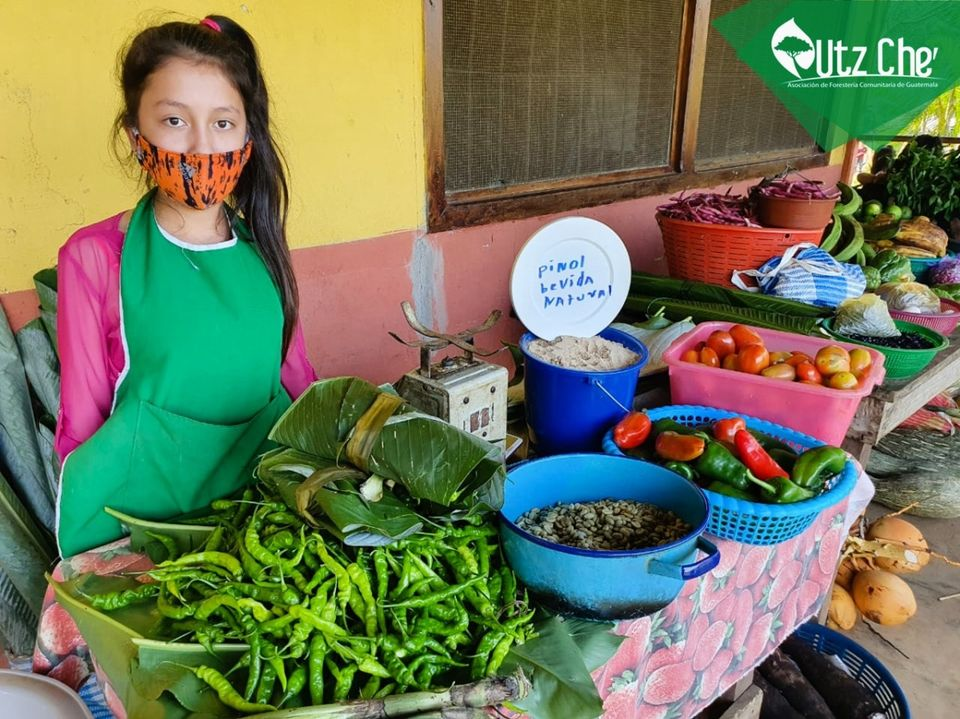 Utz Che'
Asociación de Forestería Comunitaria de Guatemala
PiNOl
beVida
NAturAl